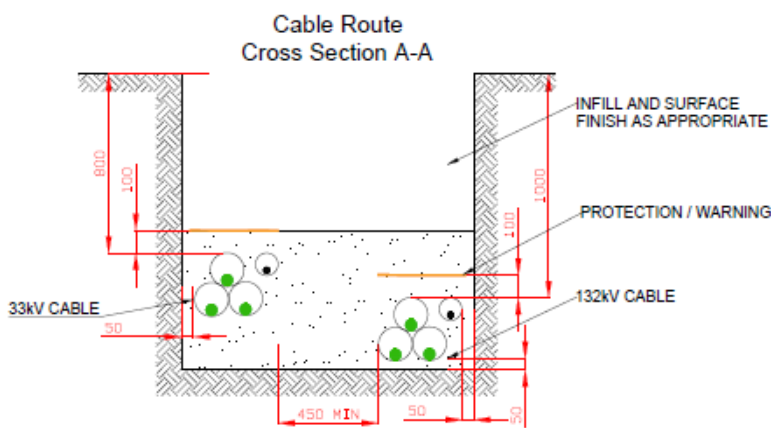 Cable Route
Cross Section A-A
INFILL AND SURFACE
FINISH AS APPROPRIATE
800
100
1000
100
PROTECTION / WARNING
33kV CABLE
132kV CABLE
50
450 MIN
50
50